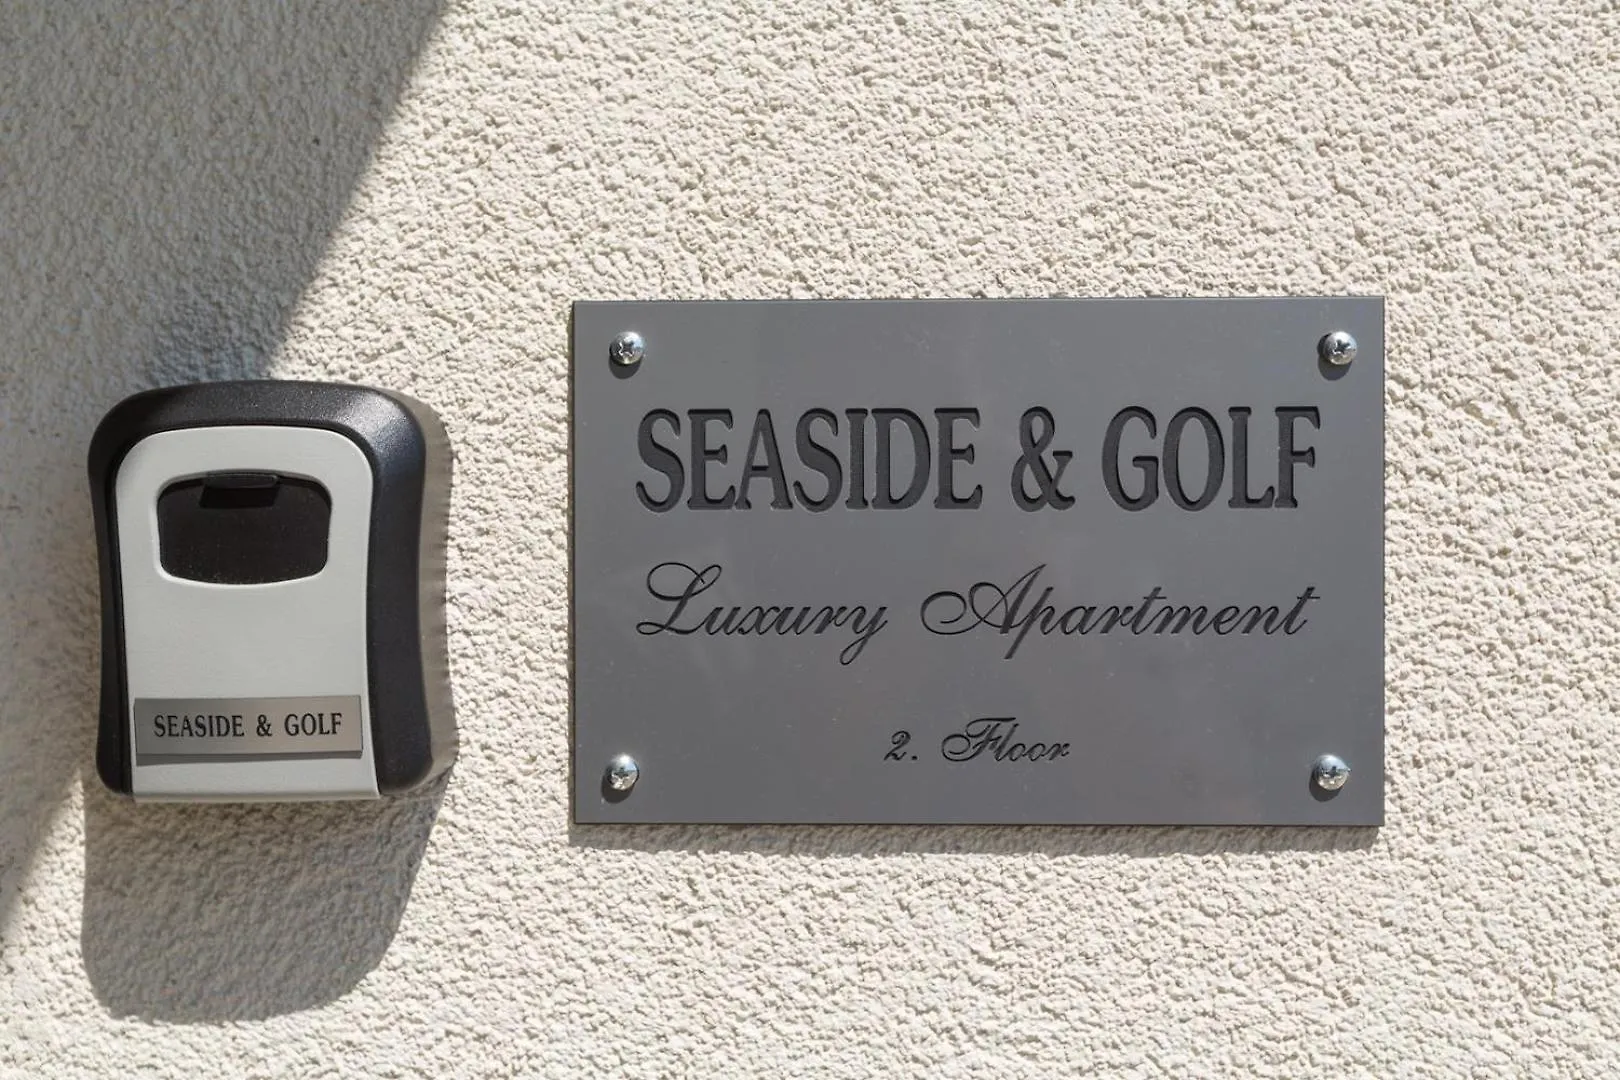 SEASIDE & GOLF
Luxury Apartment
2. Floor
SEASIDE & GOLF